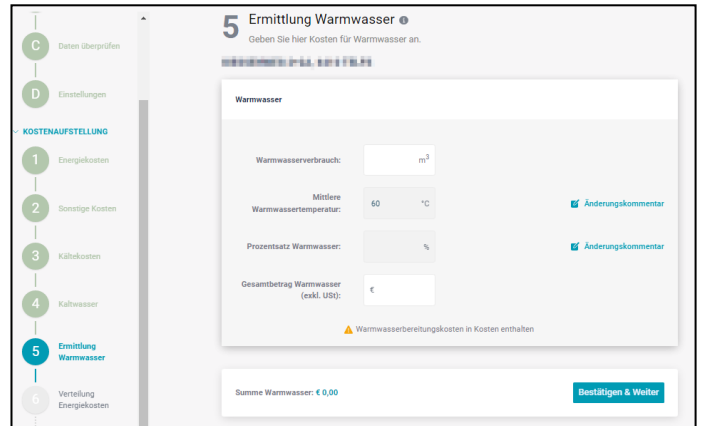 C
Daten überprüfen
D
Einstellungen
KOSTENAUFSTELLUNG
1
Energiekosten
2
Sonstige Kosten
3
Kältekosten
4
Kaltwasser
5
Ermittlung
Warmwasser
6
Verteilung
Energiekosten
5 Ermittlung Warmwasser
Geben Sie hier Kosten für Warmwasser an.
Warmwasser
Warmwasserverbrauch: m³
Mittlere
Warmwassertemperatur: 60 °C Änderungskommentar
Prozentsatz Warmwasser: % Änderungskommentar
Gesamtbetrag Warmwasser
(exkl. USt): €
Warmwasserbereitungskosten in Kosten enthalten
Summe Warmwasser: € 0,00 Bestätigen & Weiter